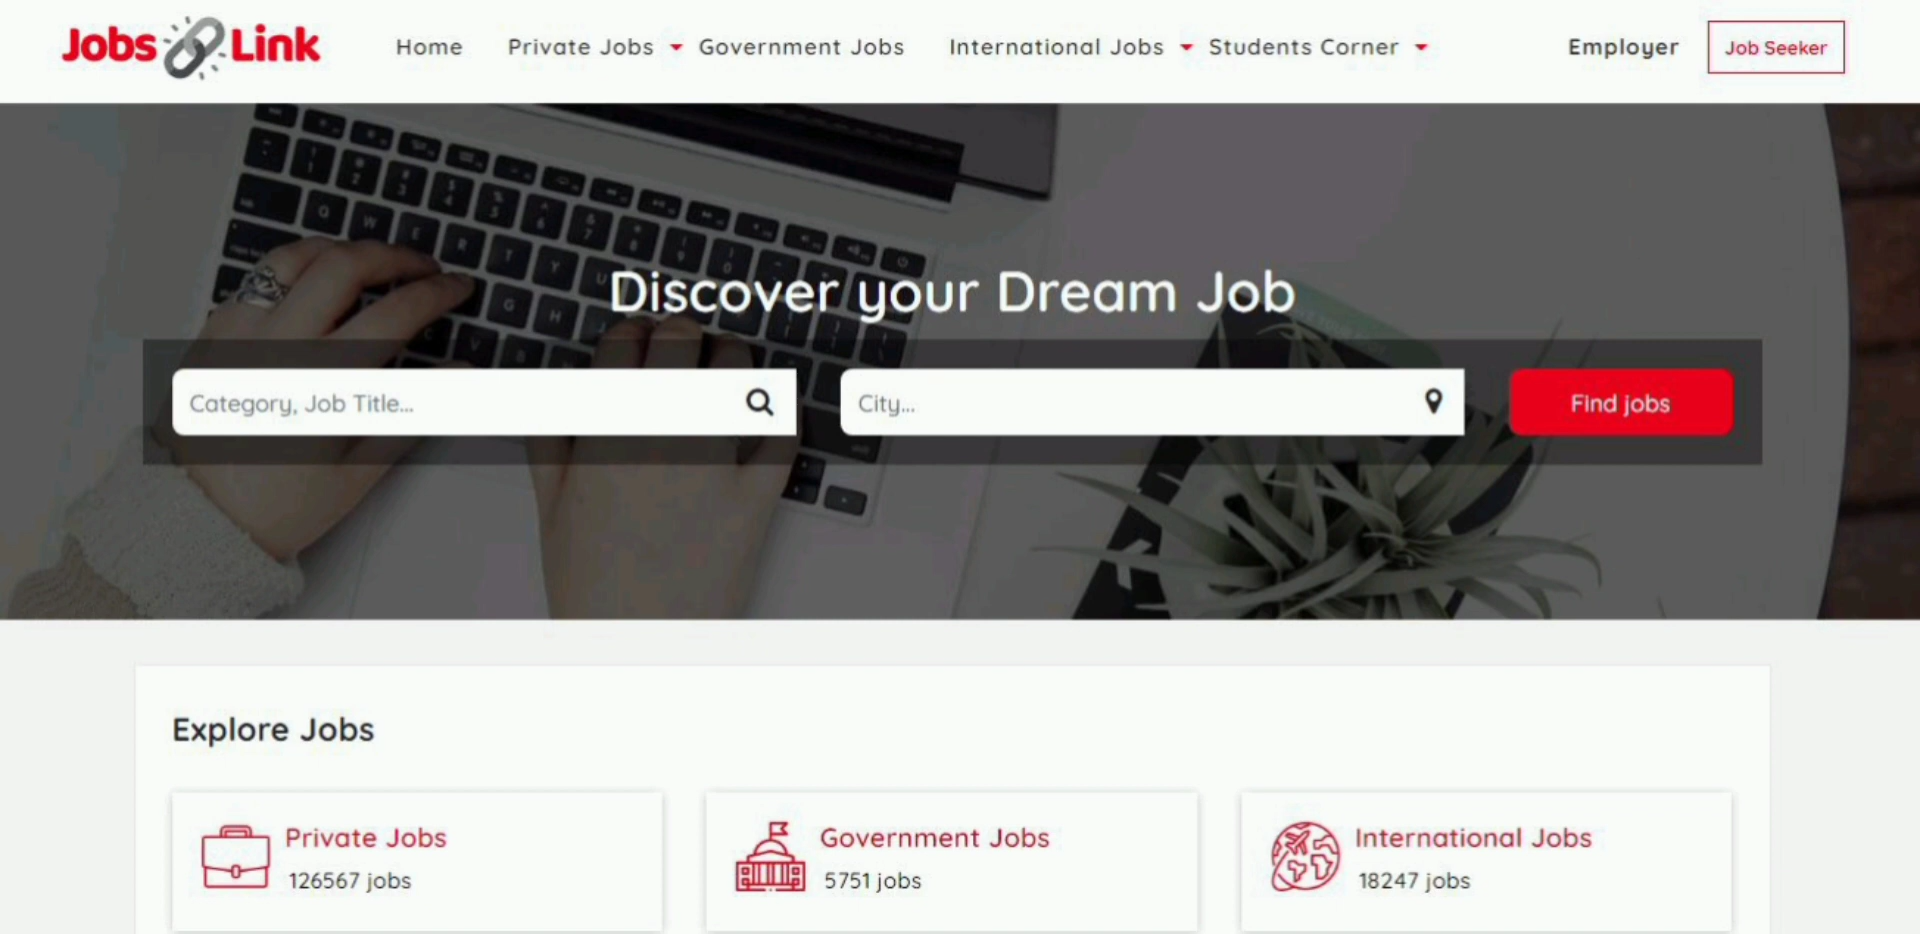 Jobs Link
Home Private Jobs Government Jobs International Jobs Students Corner Employer Job Seeker
Discover your Dream Job
Category, Job Title... City... Find jobs
Explore Jobs
Private Jobs Government Jobs International Jobs
126567 jobs 5751 jobs 18247 jobs